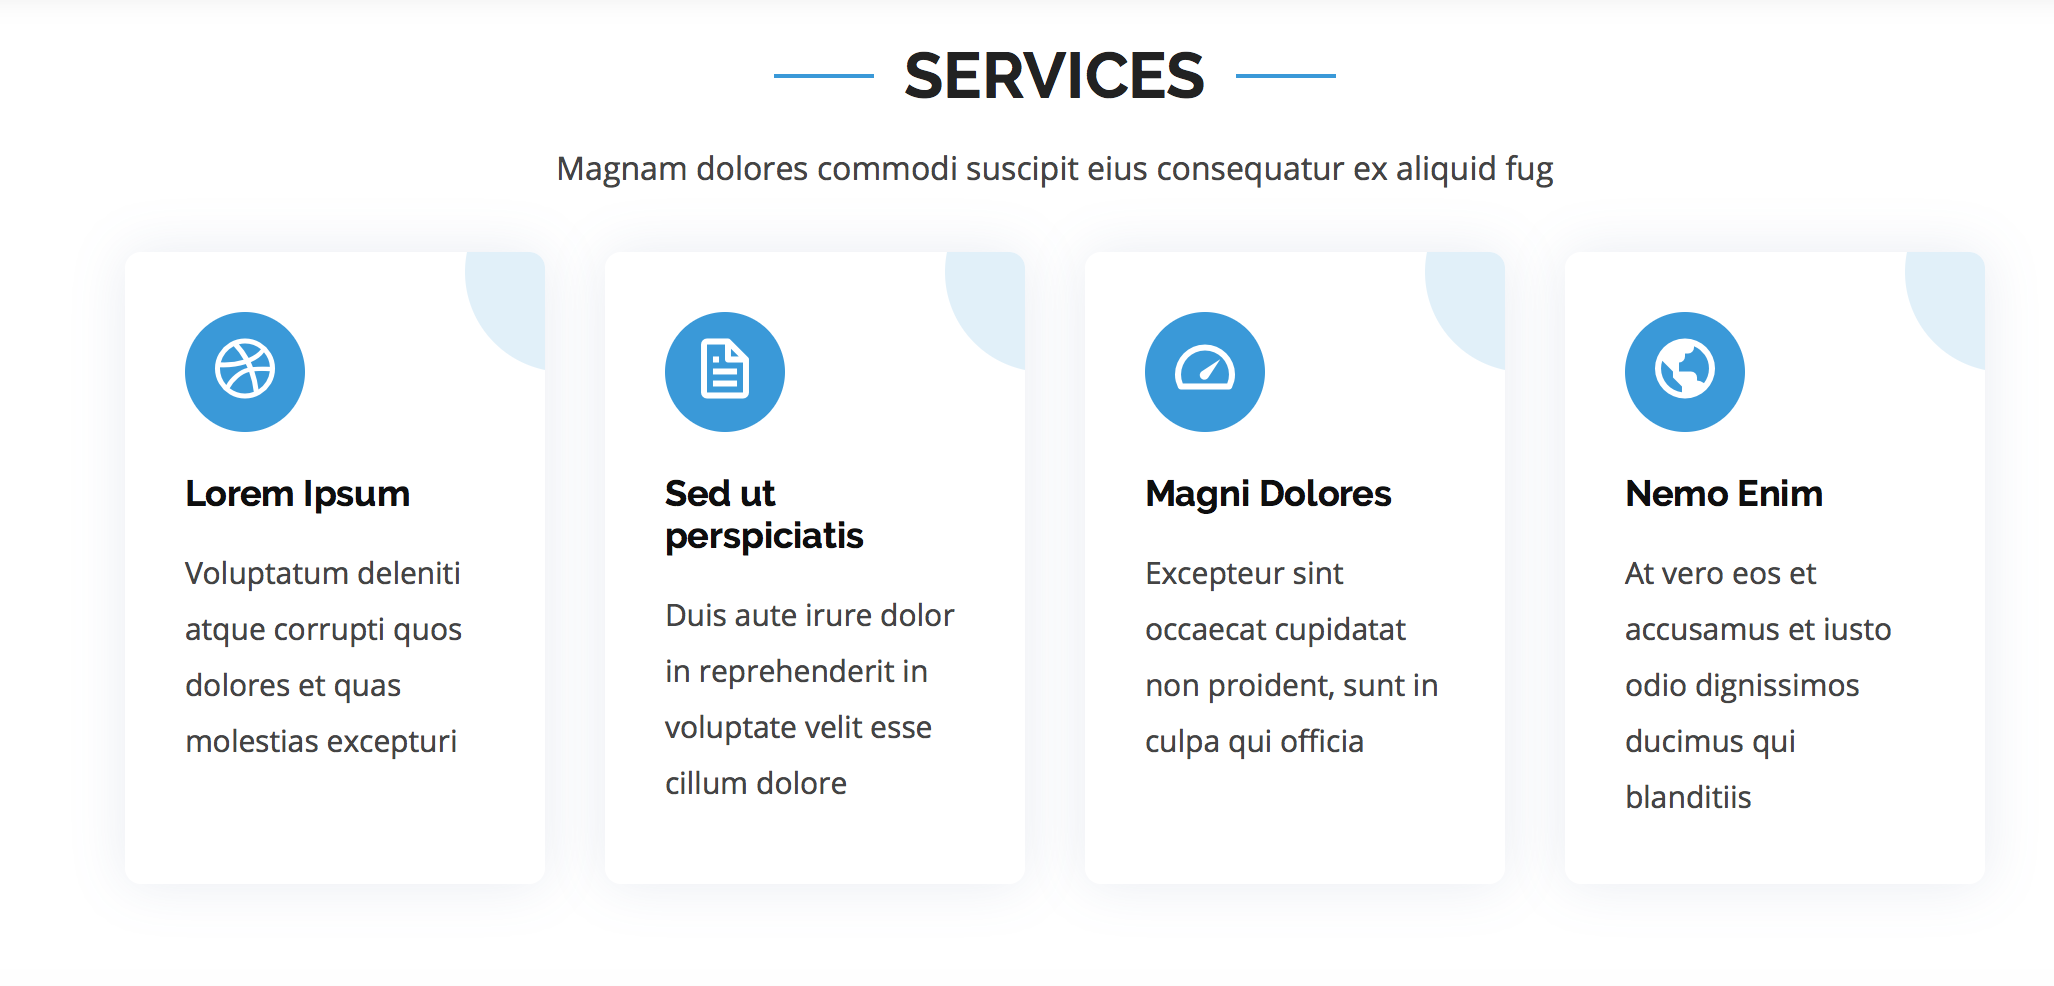 SERVICES
Magnam dolores commodi suscipit eius consequatur ex aliquid fug
Lorem Ipsum
Voluptatum deleniti
atque corrupti quos
dolores et quas
molestias excepturi
Sed ut
perspiciatis
Duis aute irure dolor
in reprehenderit in
voluptate velit esse
cillum dolore
Magni Dolores
Excepteur sint
occaecat cupidatat
non proident, sunt in
culpa qui officia
Nemo Enim
At vero eos et
accusamus et iusto
odio dignissimos
ducimus qui
blanditiis